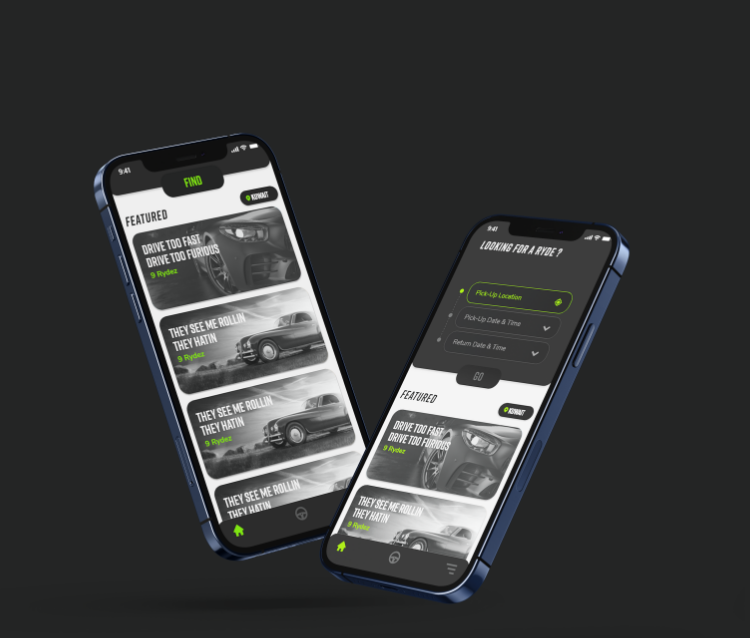 9:41
FIND
FEATURED
KUWAIT
DRIVE TOO FAST
DRIVE TOO FURIOUS
9 Rydez
THEY SEE ME ROLLIN
THEY HATIN
9 Rydez
THEY SEE ME ROLLIN
THEY HATIN
9 Rydez
THEY SEE ME ROLLIN
THEY HATIN
9:41
LOOKING FOR A RYDE ?
Pick-Up Location
Pick-Up Date & Time
Return Date & Time
GO
FEATURED
KUWAIT
DRIVE TOO FAST
DRIVE TOO FURIOUS
9 Rydez
THEY SEE ME ROLLIN
THEY HATIN
9 Rydez